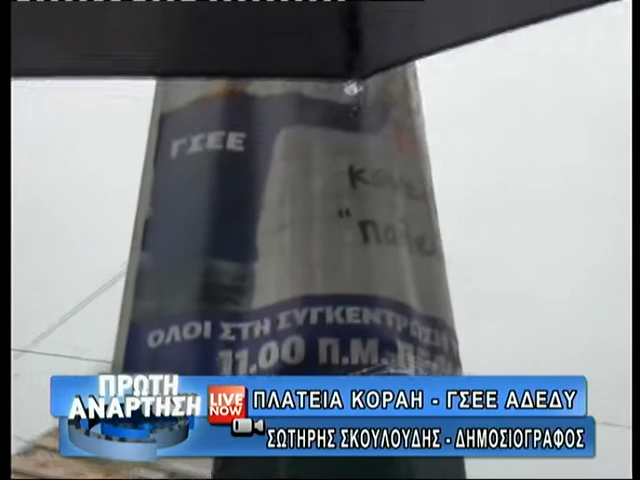 ΓΣΕΕ
ΟΛΟΙ ΣΤΗ ΣΥΓΚΕΝΤΡΩΣΗ
11.00 Π.Μ.
ΠΡΩΤΗ ΑΝΑΡΤΗΣΗ
LIVE NOW
ΠΛΑΤΕΙΑ ΚΟΡΑΗ - ΓΣΕΕ ΑΔΕΔΥ
ΣΩΤΗΡΗΣ ΣΚΟΥΛΟΥΔΗΣ - ΔΗΜΟΣΙΟΓΡΑΦΟΣ